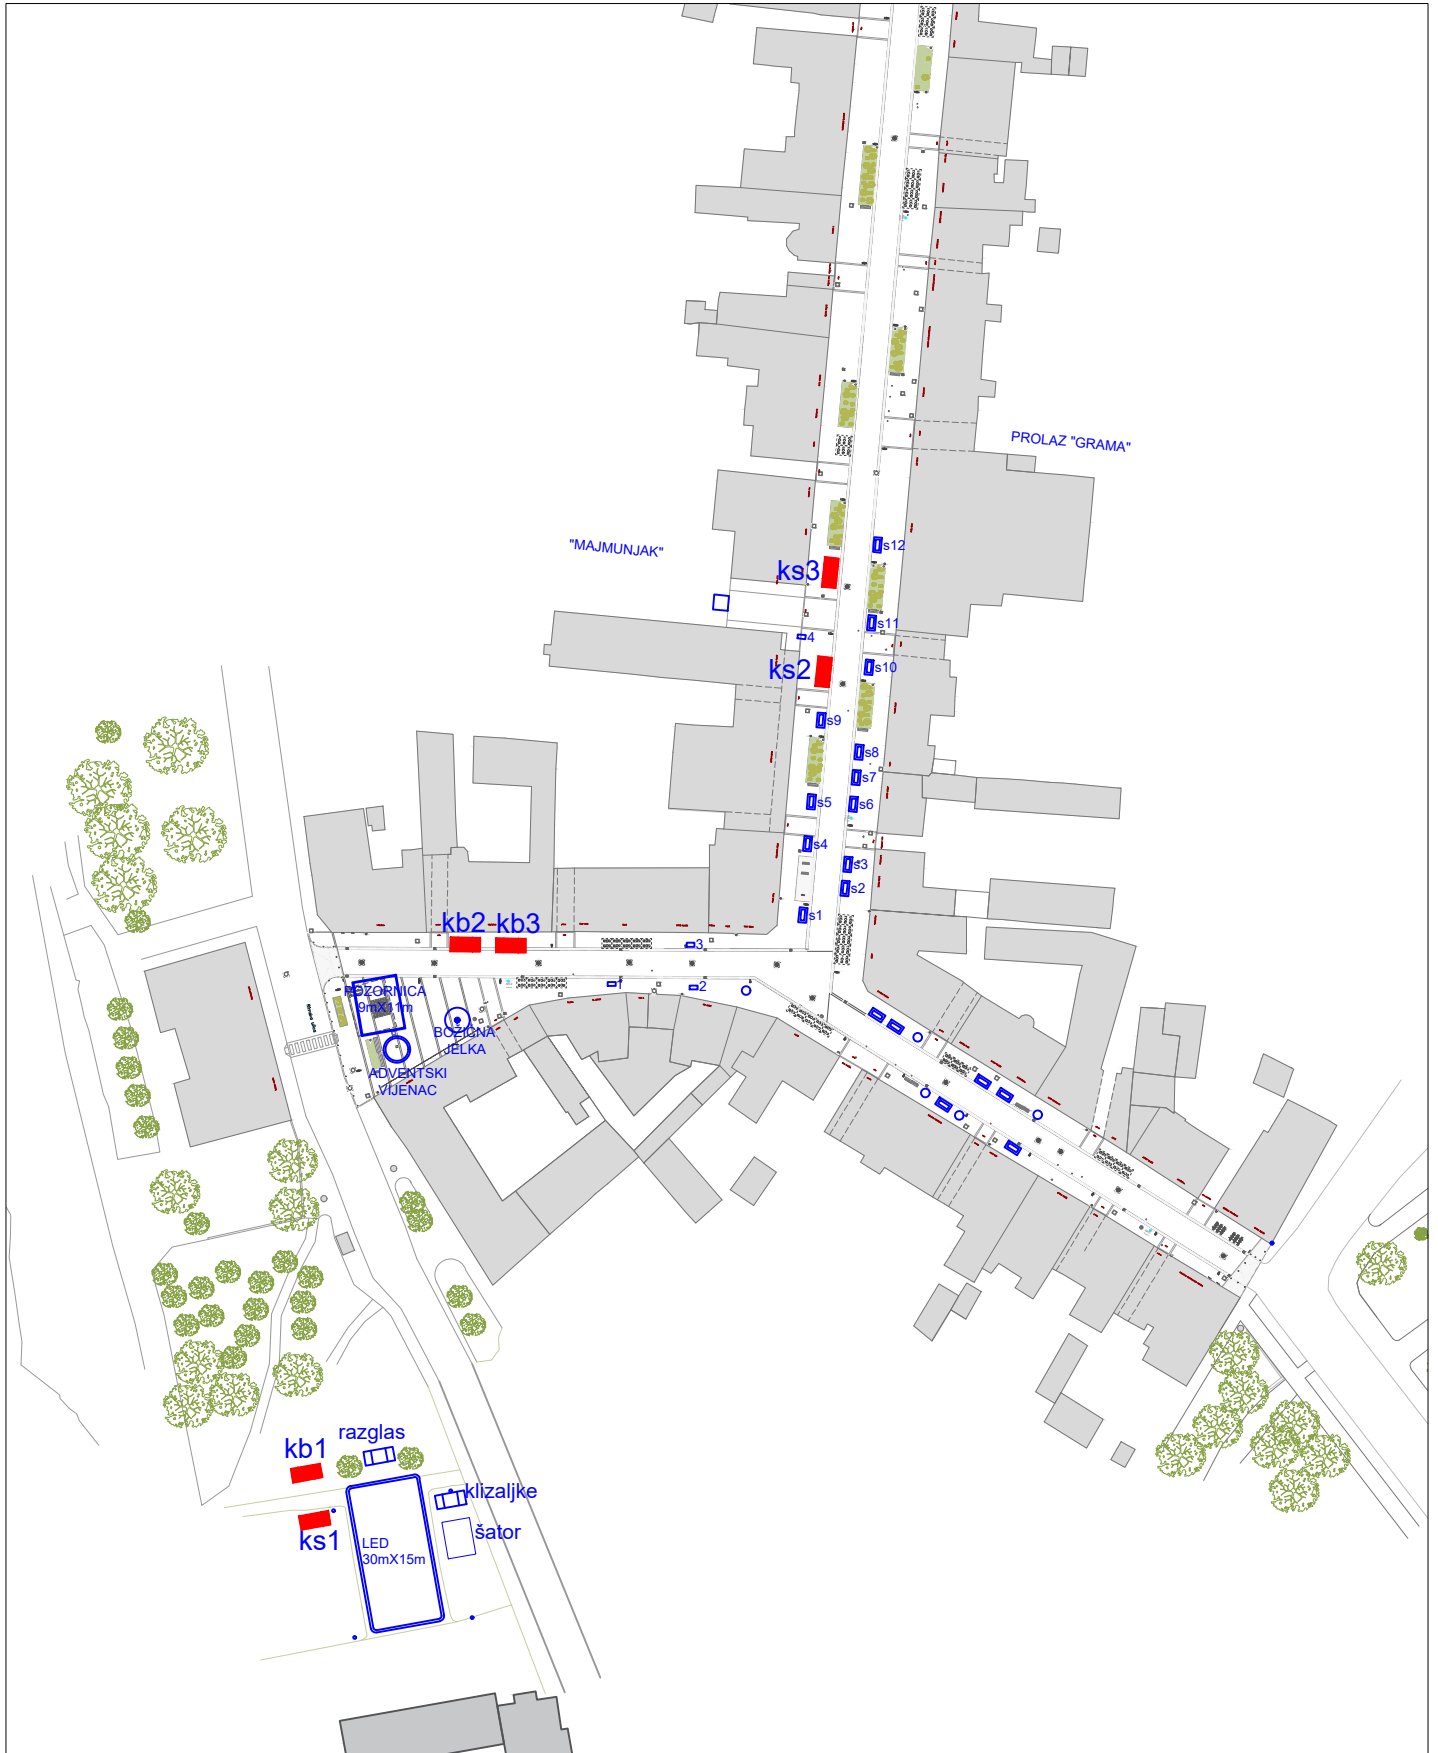 PROLAZ "GRAMA"
"MAJMUNJAK"
s12
ks3
s11
4
s10
ks2
s9
s8
s7
s5
s6
s4
s3
s2
s1
kb2
kb3
3
1
2
POZORNICA
9mX11m
BOŽIĆNA
JELKA
ADVENTSKI
VIJENAC
razglas
kb1
klizaljke
ks1
šator
LED
30mX15m